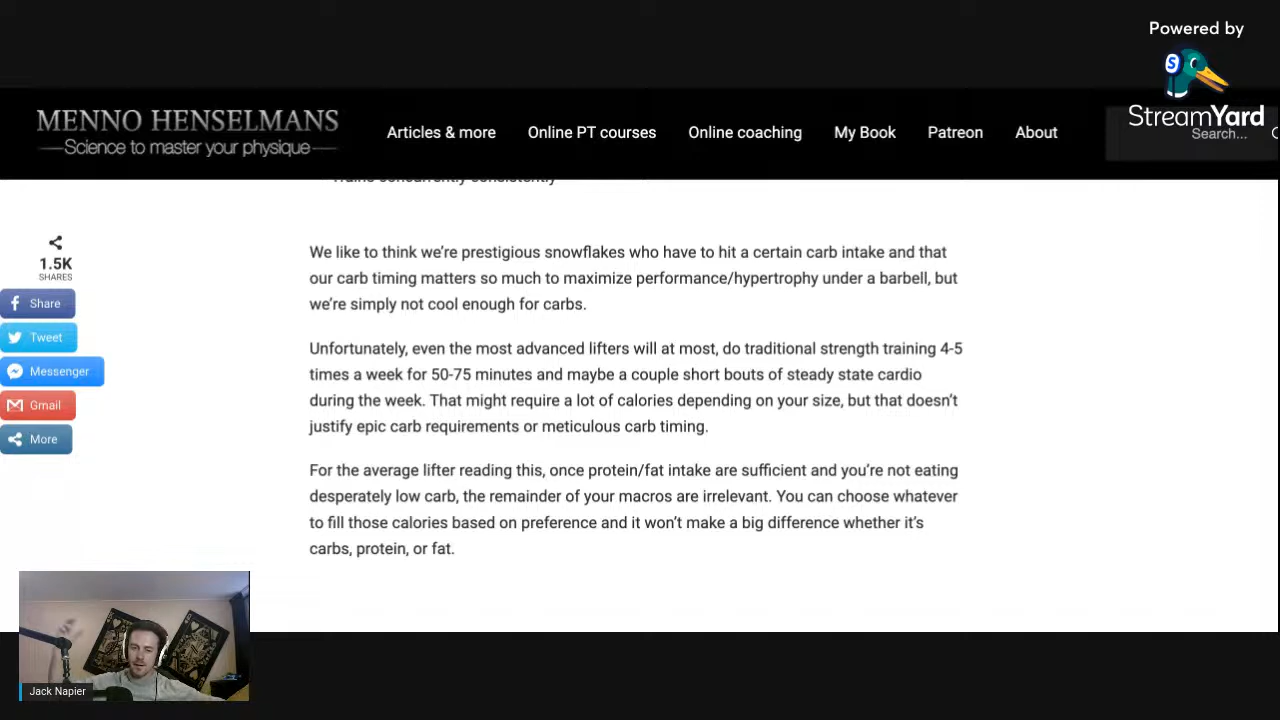 Powered by
S
StreamYard
MENNO HENSELMANS
Science to master your physique
Articles & more
Online PT courses
Online coaching
My Book
Patreon
About
Search...
Trains concurrently consistently
1.5K
SHARES
Share
Tweet
Messenger
Gmail
More
We like to think we're prestigious snowflakes who have to hit a certain carb intake and that
our carb timing matters so much to maximize performance/hypertrophy under a barbell, but
we're simply not cool enough for carbs.
Unfortunately, even the most advanced lifters will at most, do traditional strength training 4-5
times a week for 50-75 minutes and maybe a couple short bouts of steady state cardio
during the week. That might require a lot of calories depending on your size, but that doesn't
justify epic carb requirements or meticulous carb timing.
For the average lifter reading this, once protein/fat intake are sufficient and you're not eating
desperately low carb, the remainder of your macros are irrelevant. You can choose whatever
to fill those calories based on preference and it won't make a big difference whether it's
carbs, protein, or fat.
Jack Napier